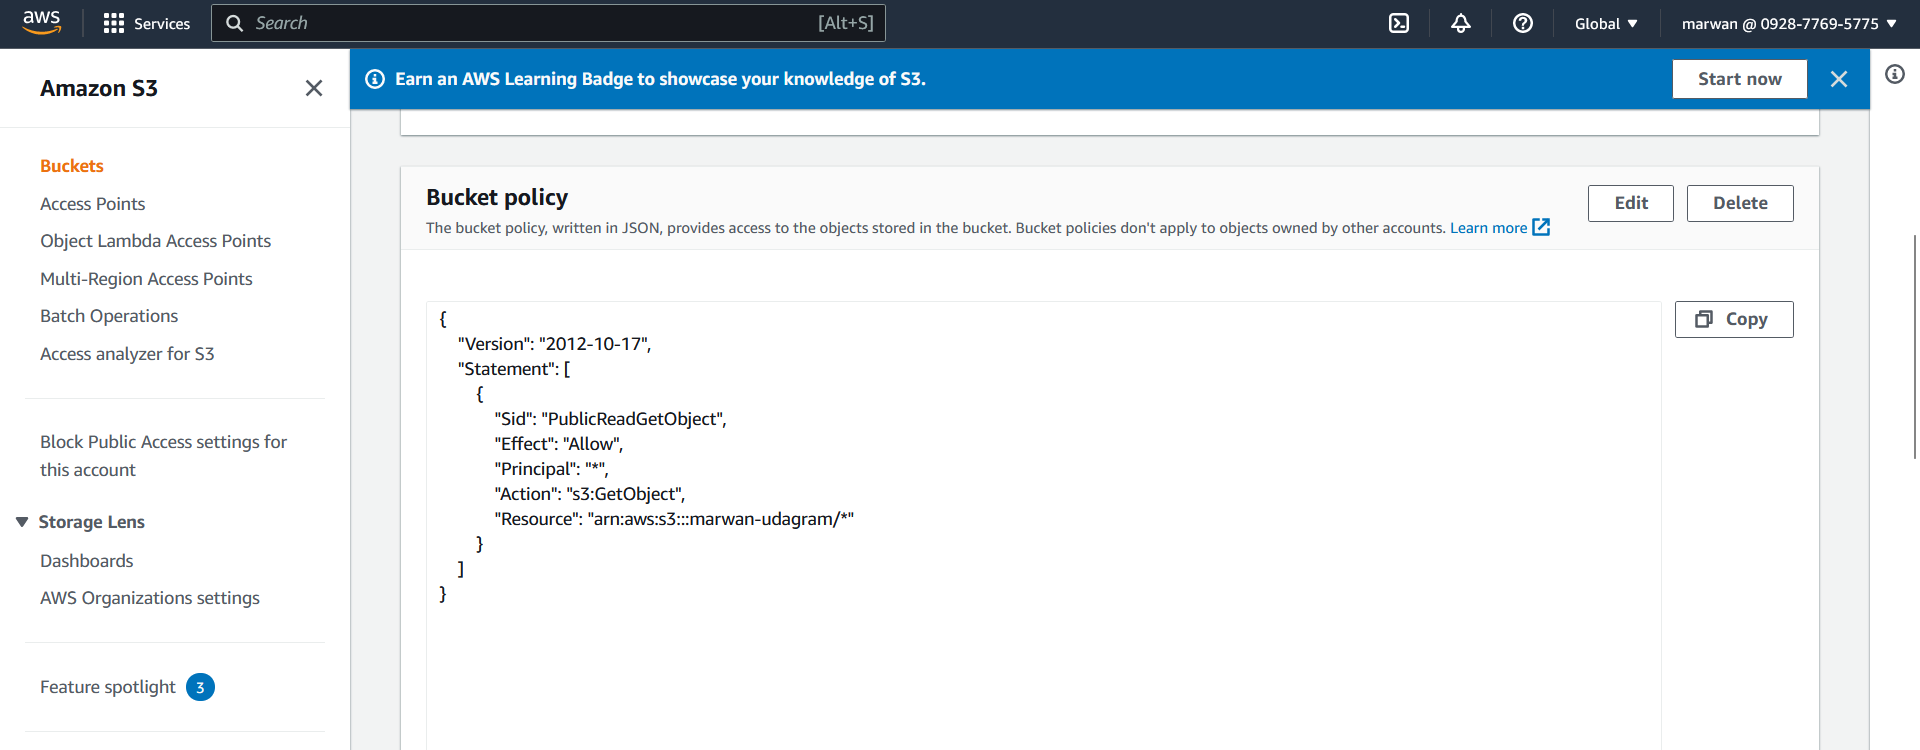 aws
Services
Search
[Alt+S]
Global
marwan @ 0928-7769-5775
Amazon S3
Buckets
Access Points
Object Lambda Access Points
Multi-Region Access Points
Batch Operations
Access analyzer for S3
Block Public Access settings for
this account
Storage Lens
Dashboards
AWS Organizations settings
Feature spotlight 3
Earn an AWS Learning Badge to showcase your knowledge of S3.
Start now
Bucket policy
The bucket policy, written in JSON, provides access to the objects stored in the bucket. Bucket policies don't apply to objects owned by other accounts. Learn more
Edit
Delete
{
"Version": "2012-10-17",
"Statement": [
{
"Sid": "PublicReadGetObject",
"Effect": "Allow",
"Principal": "*",
"Action": "s3:GetObject",
"Resource": "arn:aws:s3:::marwan-udagram/*"
}
]
}
Copy